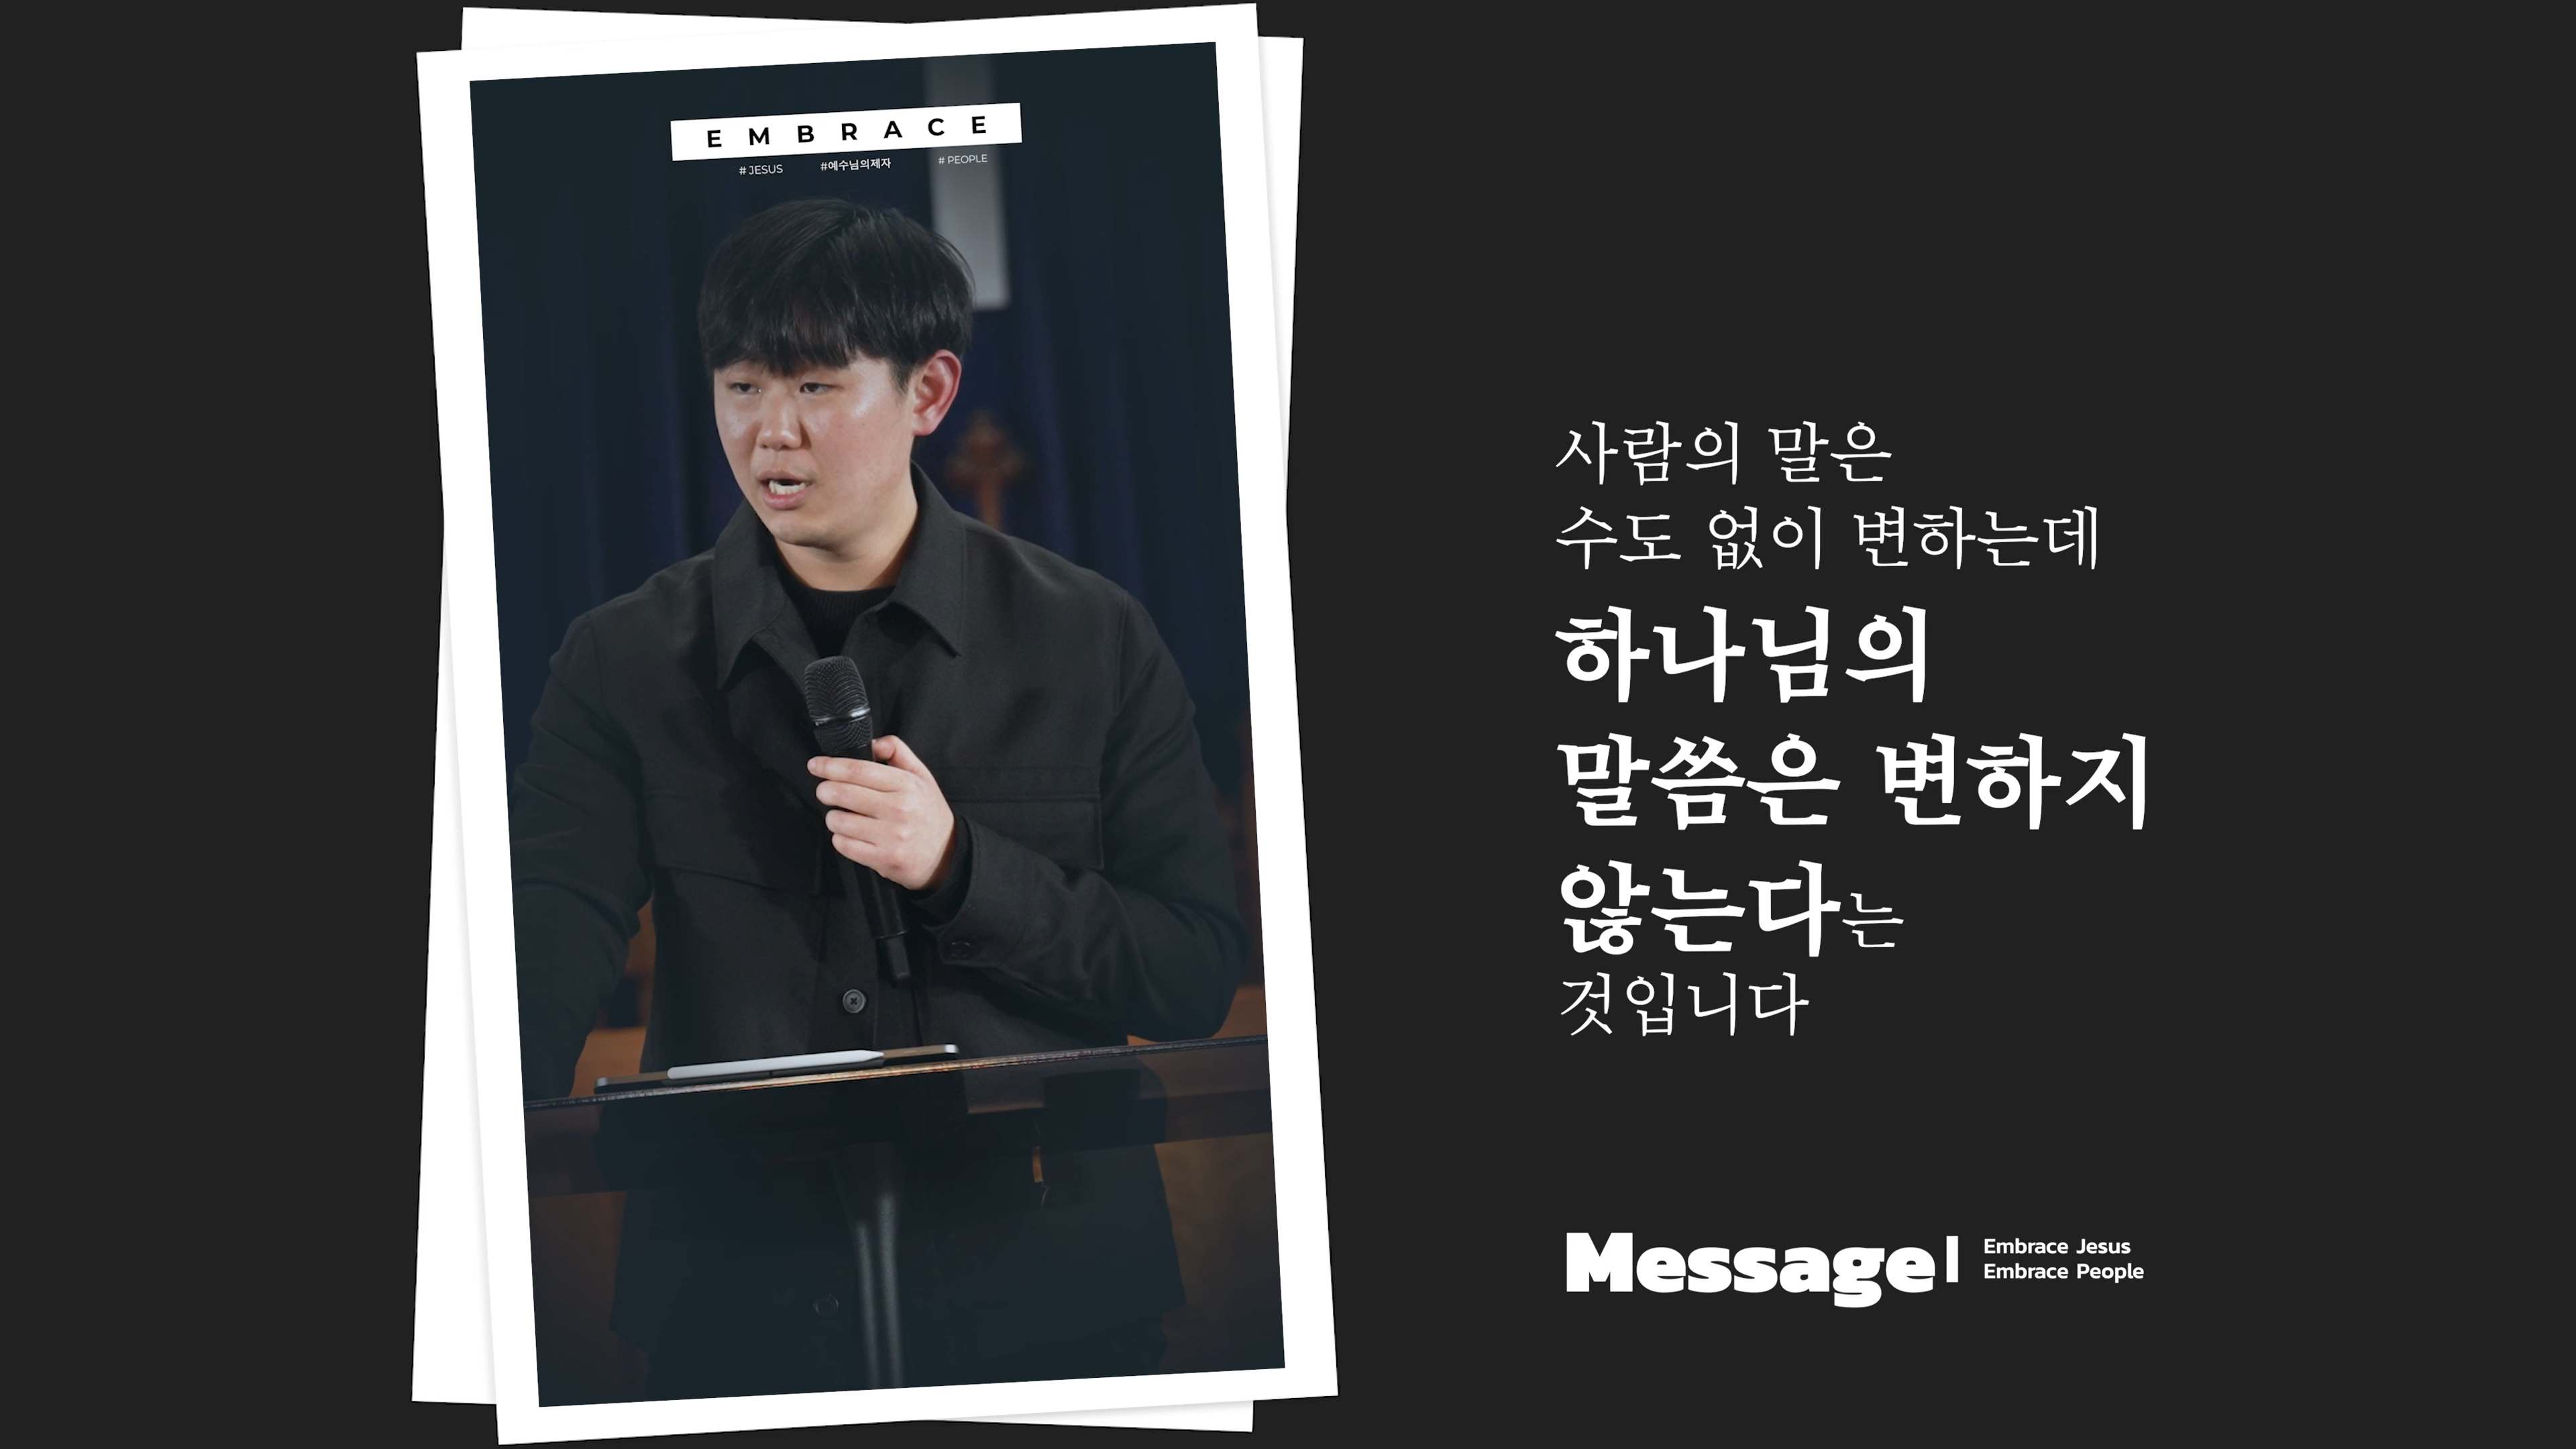 EMBRACE
# JESUS #예수님의제자 # PEOPLE
사람의 말은
수도 없이 변하는데
하나님의
말씀은 변하지
않는다는
것입니다
Message
Embrace Jesus
Embrace People